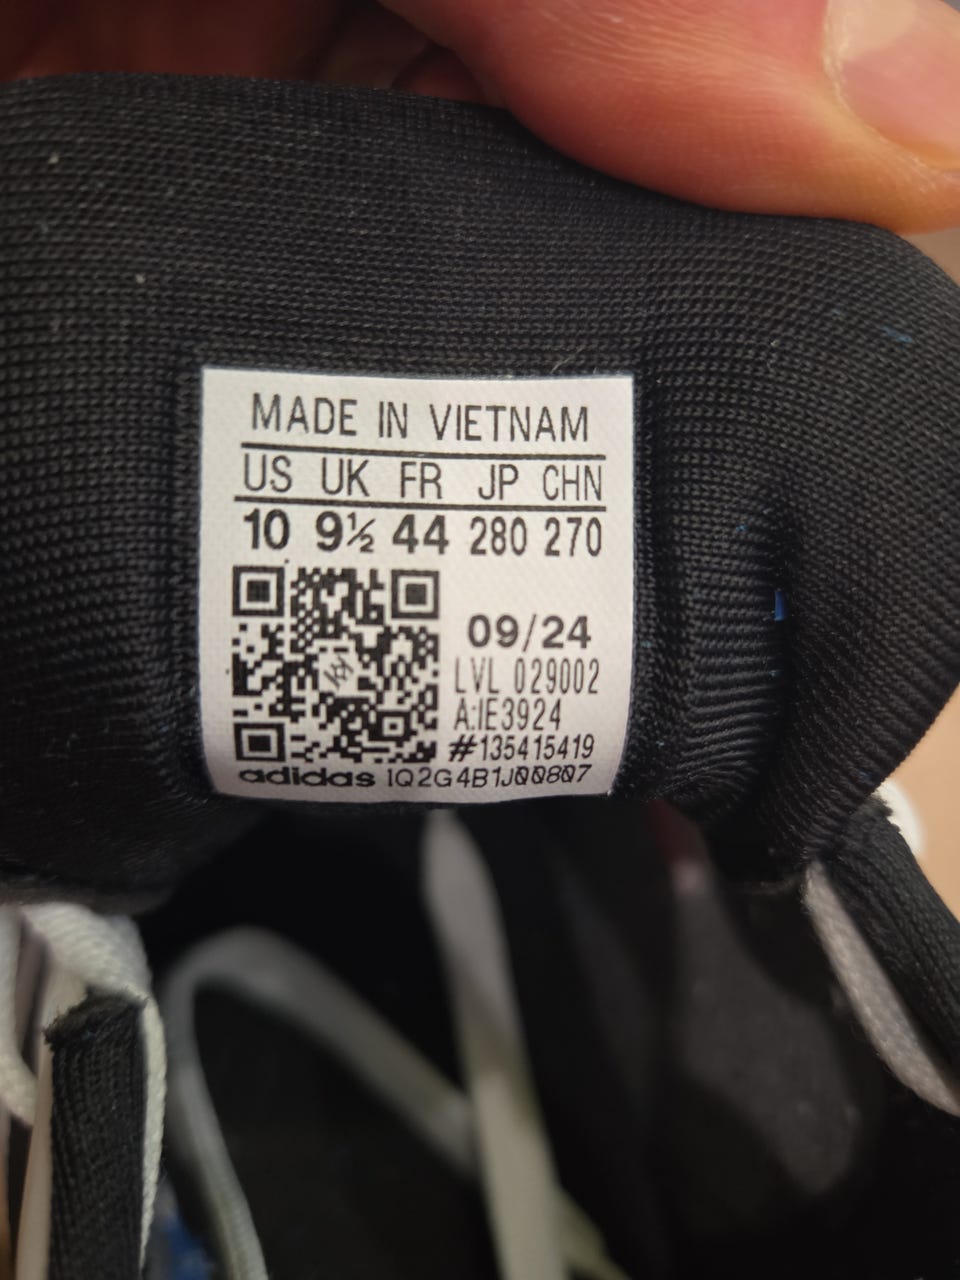 MADE IN VIETNAM
US UK FR JP CHN
10 9½ 44 280 270
09/24
LVL 029002
A:IE3924
#135415419
adidas 1Q2G4B1J00807